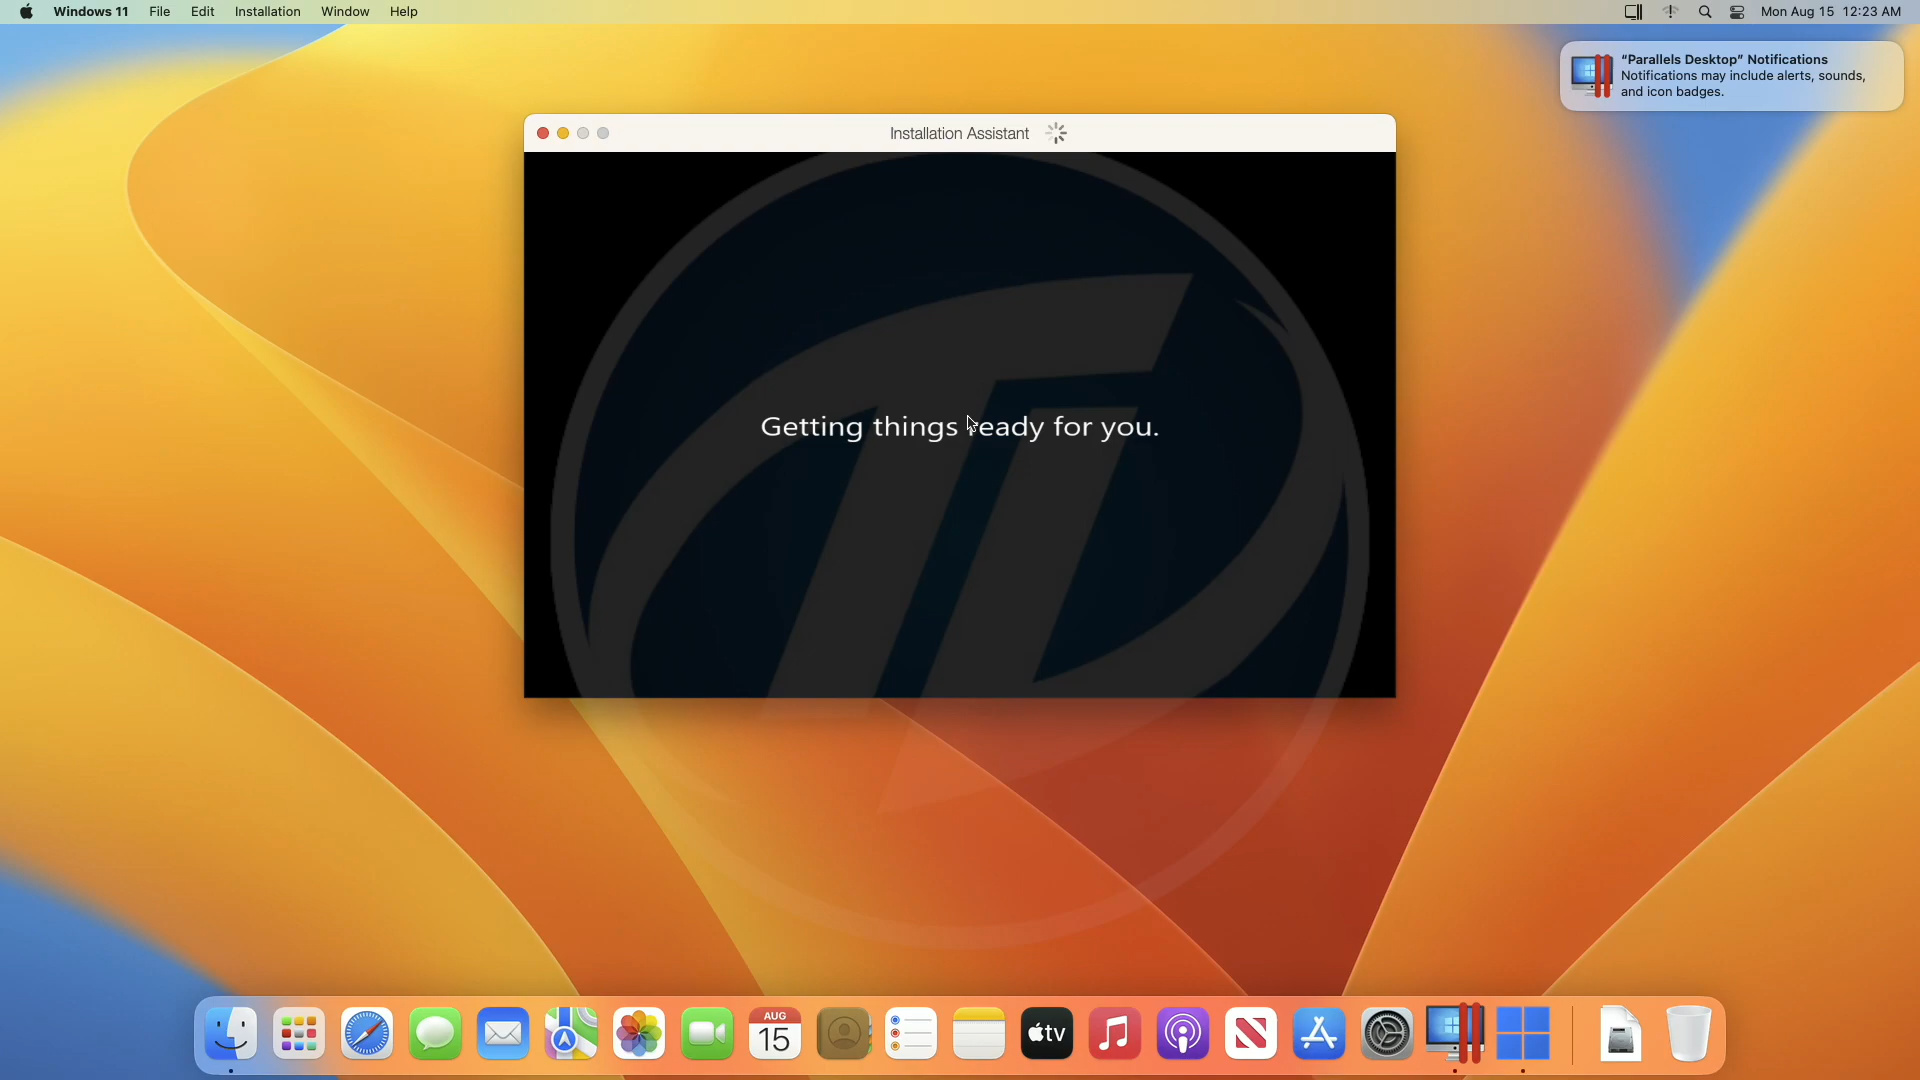 Windows 11 File Edit Installation Window Help
Mon Aug 15 12:23 AM
“Parallels Desktop” Notifications
Notifications may include alerts, sounds,
and icon badges.
Installation Assistant
Getting things ready for you.
AUG
15
tv